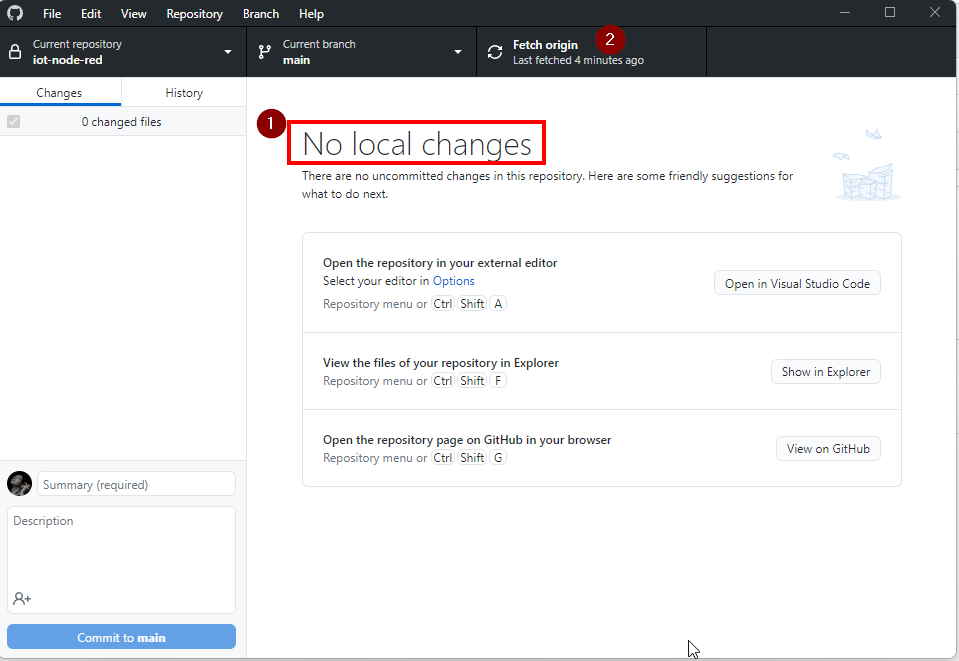 File Edit View Repository Branch Help
Current repository
iot-node-red
Current branch
main
Fetch origin
Last fetched 4 minutes ago
2
Changes History
0 changed files
1
No local changes
There are no uncommitted changes in this repository. Here are some friendly suggestions for
what to do next.
Open the repository in your external editor
Select your editor in Options
Repository menu or Ctrl Shift A
Open in Visual Studio Code
View the files of your repository in Explorer
Repository menu or Ctrl Shift F
Show in Explorer
Open the repository page on GitHub in your browser
Repository menu or Ctrl Shift G
View on GitHub
Summary (required)
Description
Commit to main